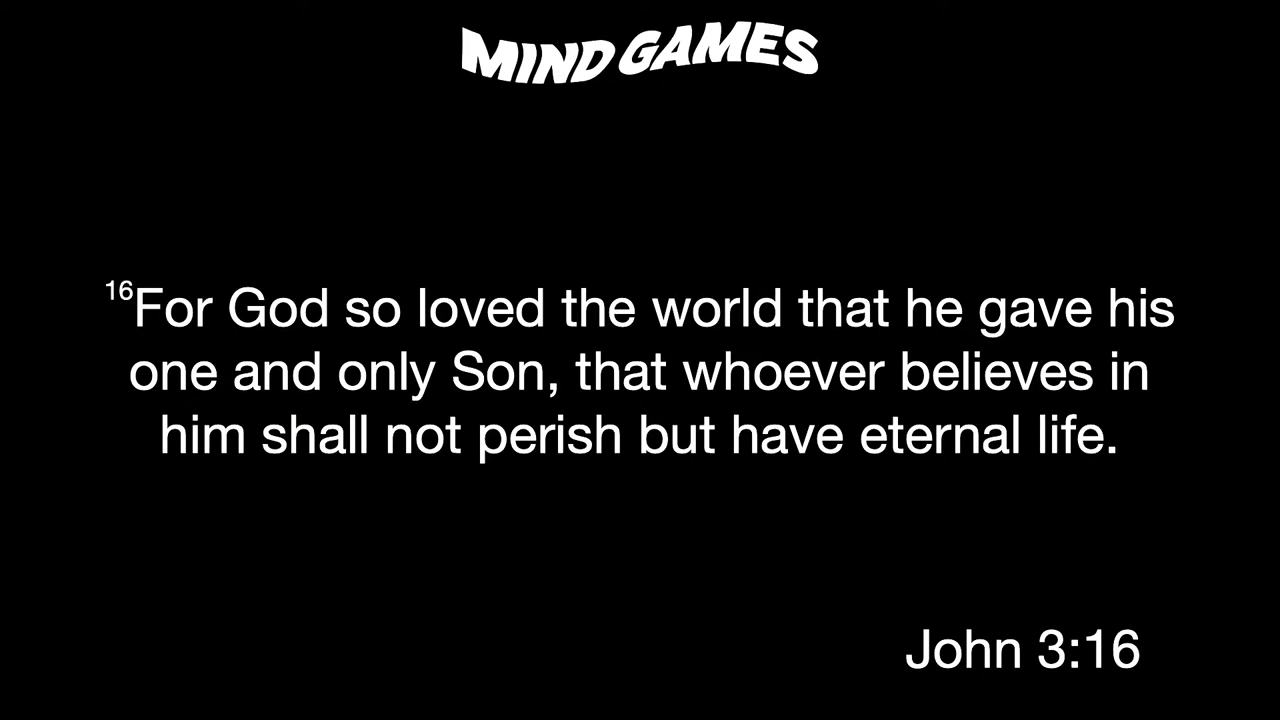 MIND GAMES
16For God so loved the world that he gave his
one and only Son, that whoever believes in
him shall not perish but have eternal life.
John 3:16